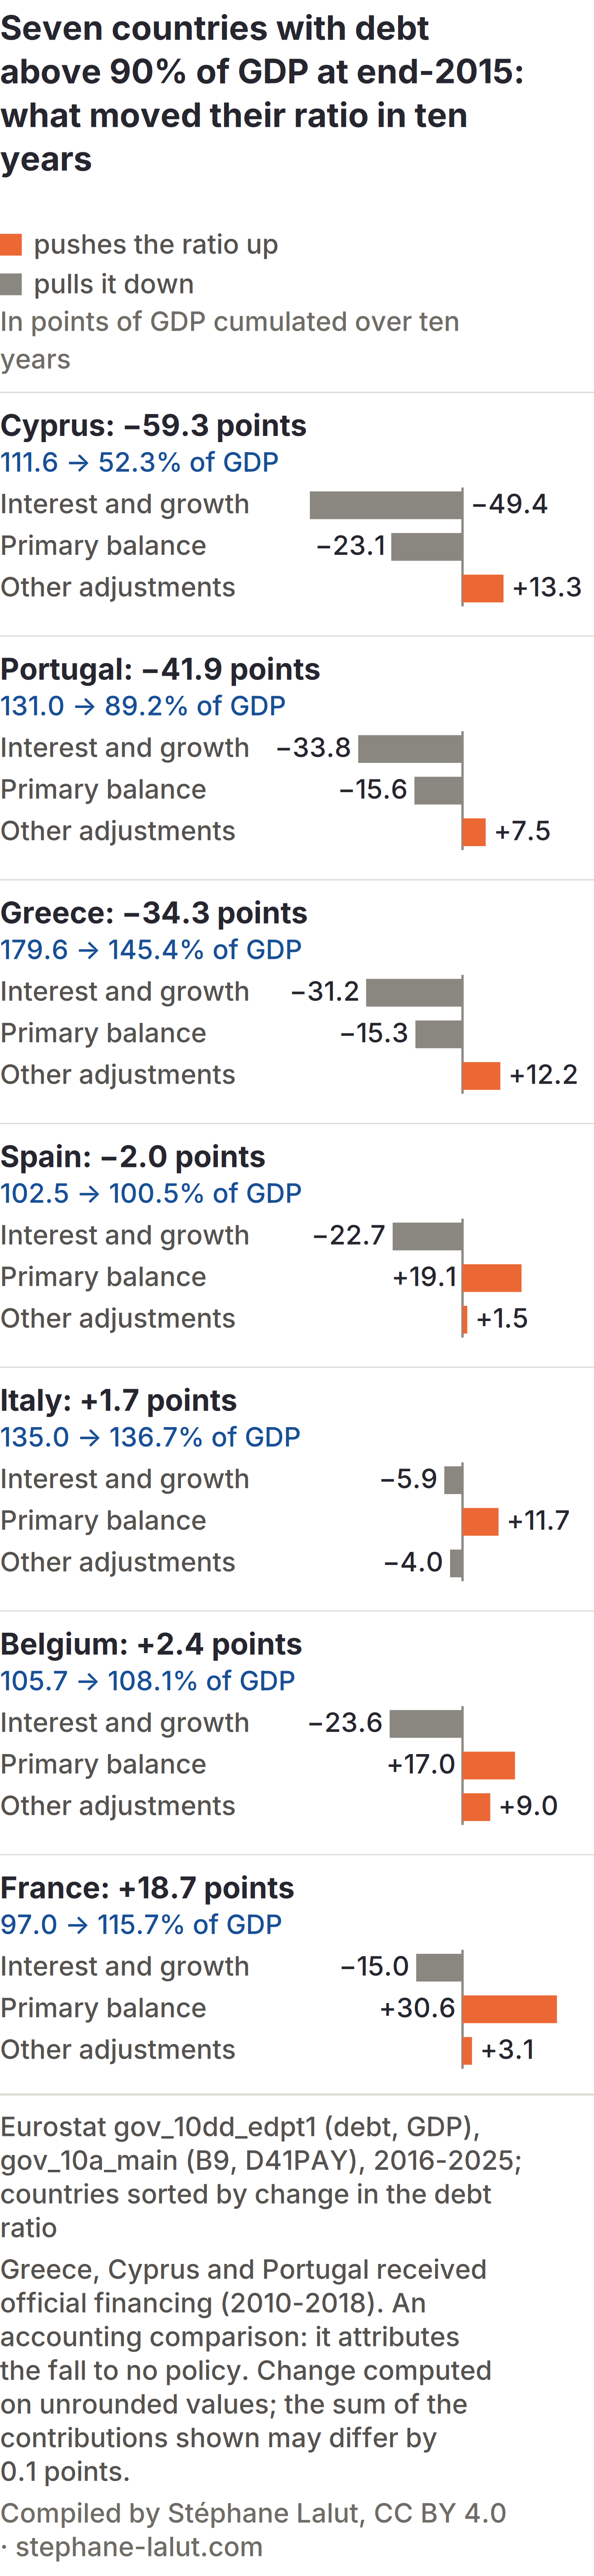 Seven countries with debt
above 90% of GDP at end-2015:
what moved their ratio in ten
years
pushes the ratio up
pulls it down
In points of GDP cumulated over ten
years
Cyprus: −59.3 points
111.6 → 52.3% of GDP
Interest and growth −49.4
Primary balance −23.1
Other adjustments +13.3
Portugal: −41.9 points
131.0 → 89.2% of GDP
Interest and growth −33.8
Primary balance −15.6
Other adjustments +7.5
Greece: −34.3 points
179.6 → 145.4% of GDP
Interest and growth −31.2
Primary balance −15.3
Other adjustments +12.2
Spain: −2.0 points
102.5 → 100.5% of GDP
Interest and growth −22.7
Primary balance +19.1
Other adjustments +1.5
Italy: +1.7 points
135.0 → 136.7% of GDP
Interest and growth −5.9
Primary balance +11.7
Other adjustments −4.0
Belgium: +2.4 points
105.7 → 108.1% of GDP
Interest and growth −23.6
Primary balance +17.0
Other adjustments +9.0
France: +18.7 points
97.0 → 115.7% of GDP
Interest and growth −15.0
Primary balance +30.6
Other adjustments +3.1
Eurostat gov_10dd_edpt1 (debt, GDP),
gov_10a_main (B9, D41PAY), 2016-2025;
countries sorted by change in the debt
ratio
Greece, Cyprus and Portugal received
official financing (2010-2018). An
accounting comparison: it attributes
the fall to no policy. Change computed
on unrounded values; the sum of the
contributions shown may differ by
0.1 points.
Compiled by Stéphane Lalut, CC BY 4.0
· stephane-lalut.com